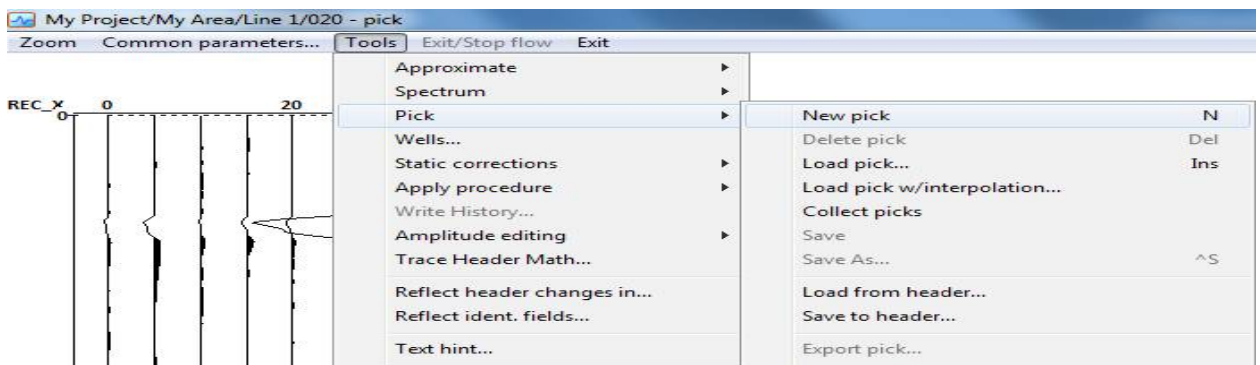 My Project/My Area/Line 1/020 - pick
Zoom Common parameters... Tools Exit/Stop flow Exit
REC_X 0 20
0
Approximate
Spectrum
Pick
Wells...
Static corrections
Apply procedure
Write History...
Amplitude editing
Trace Header Math...
Reflect header changes in...
Reflect ident. fields...
Text hint...
New pick N
Delete pick Del
Load pick... Ins
Load pick w/interpolation...
Collect picks
Save
Save As... ^S
Load from header...
Save to header...
Export pick...